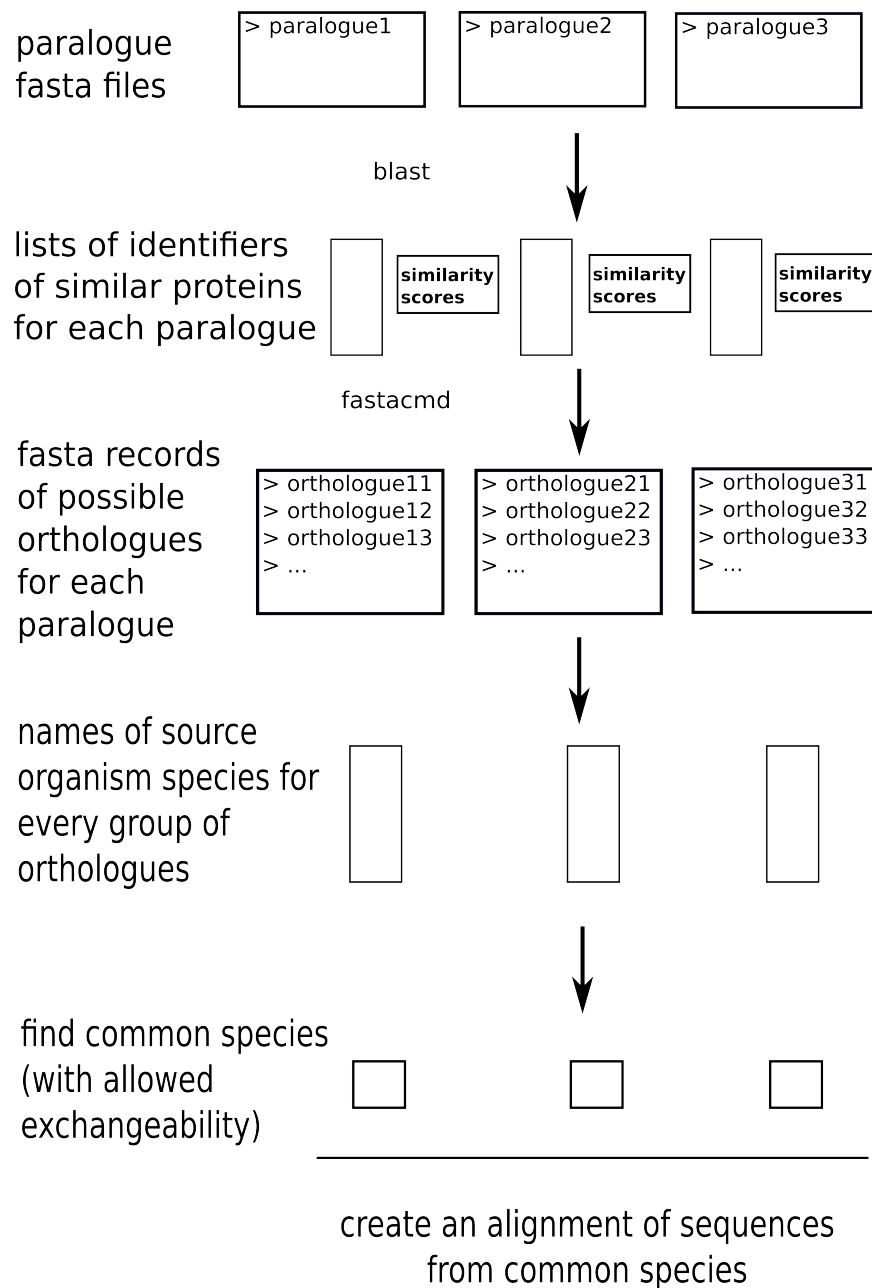 paralogue
fasta files
> paralogue1
> paralogue2
> paralogue3
blast
lists of identifiers
of similar proteins
for each paralogue
similarity
scores
similarity
scores
similarity
scores
fastacmd
fasta records
of possible
orthologues
for each
paralogue
> orthologue11
> orthologue12
> orthologue13
> ...
> orthologue21
> orthologue22
> orthologue23
> ...
> orthologue31
> orthologue32
> orthologue33
> ...
names of source
organism species for
every group of
orthologues
find common species
(with allowed
exchangeability)
create an alignment of sequences
from common species